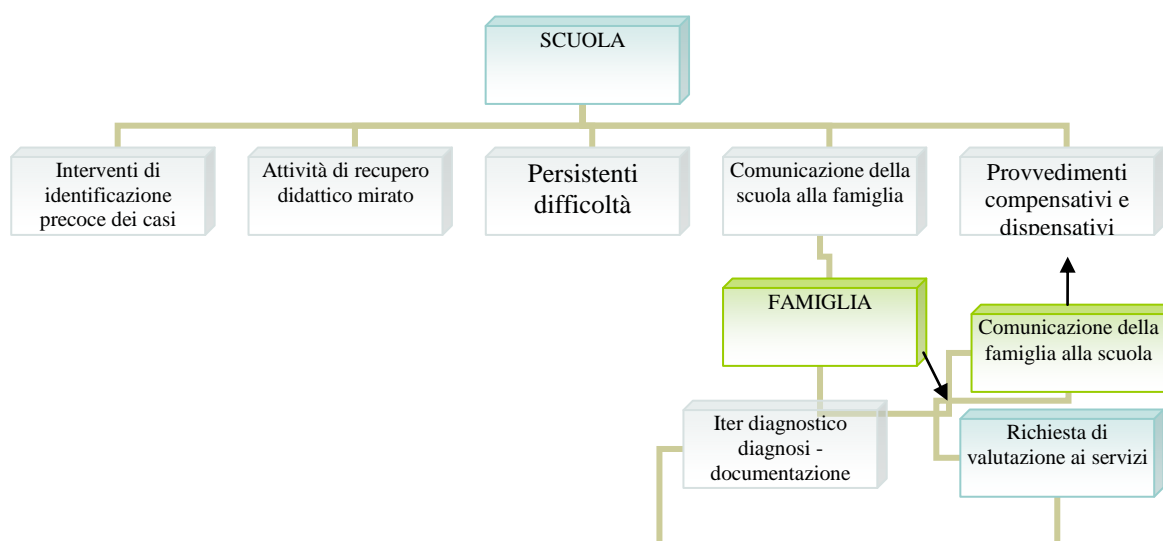 SCUOLA
Interventi di
identificazione
precoce dei casi
Attività di recupero
didattico mirato
Persistenti
difficoltà
Comunicazione della
scuola alla famiglia
Provvedimenti
compensativi e
dispensativi
FAMIGLIA
Comunicazione della
famiglia alla scuola
Iter diagnostico
diagnosi -
documentazione
Richiesta di
valutazione ai servizi